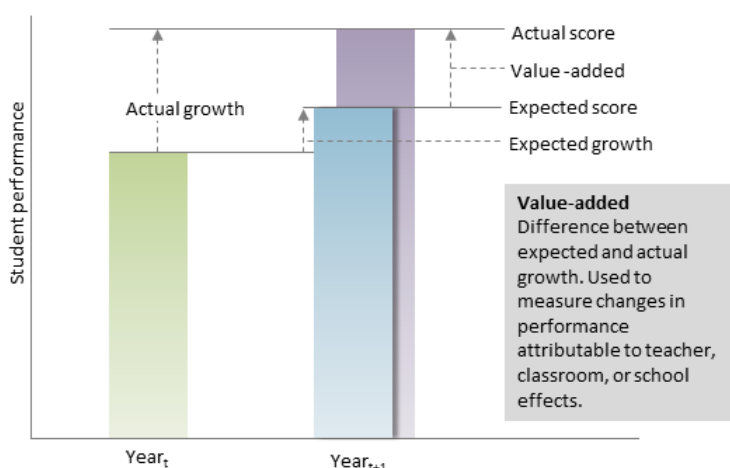 Actual score
Value-added
Actual growth
Expected score
Expected growth
Student performance
Value-added
Difference between
expected and actual
growth. Used to
measure changes in
performance
attributable to teacher,
classroom, or school
effects.
Year t
Year t+1